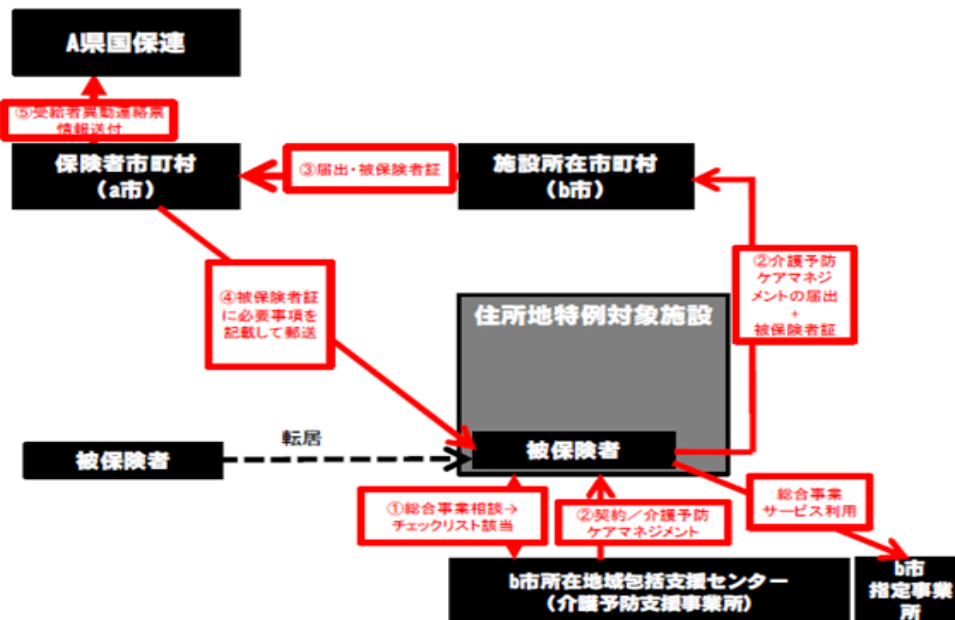 A県国保連
⑤受給者異動連絡票
情報送付
保険者市町村
（a市）
③届出・被保険者証
施設所在市町村
（b市）
②介護予防
ケアマネジ
メントの届出
+
被保険者証
④被保険者証
に必要事項を
記載して郵送
住所地特例対象施設
被保険者
転居
被保険者
①総合事業相談→
チェックリスト該当
②契約／介護予防
ケアマネジメント
総合事業
サービス利用
b市所在地域包括支援センター
（介護予防支援事業所）
b市
指定事業
所